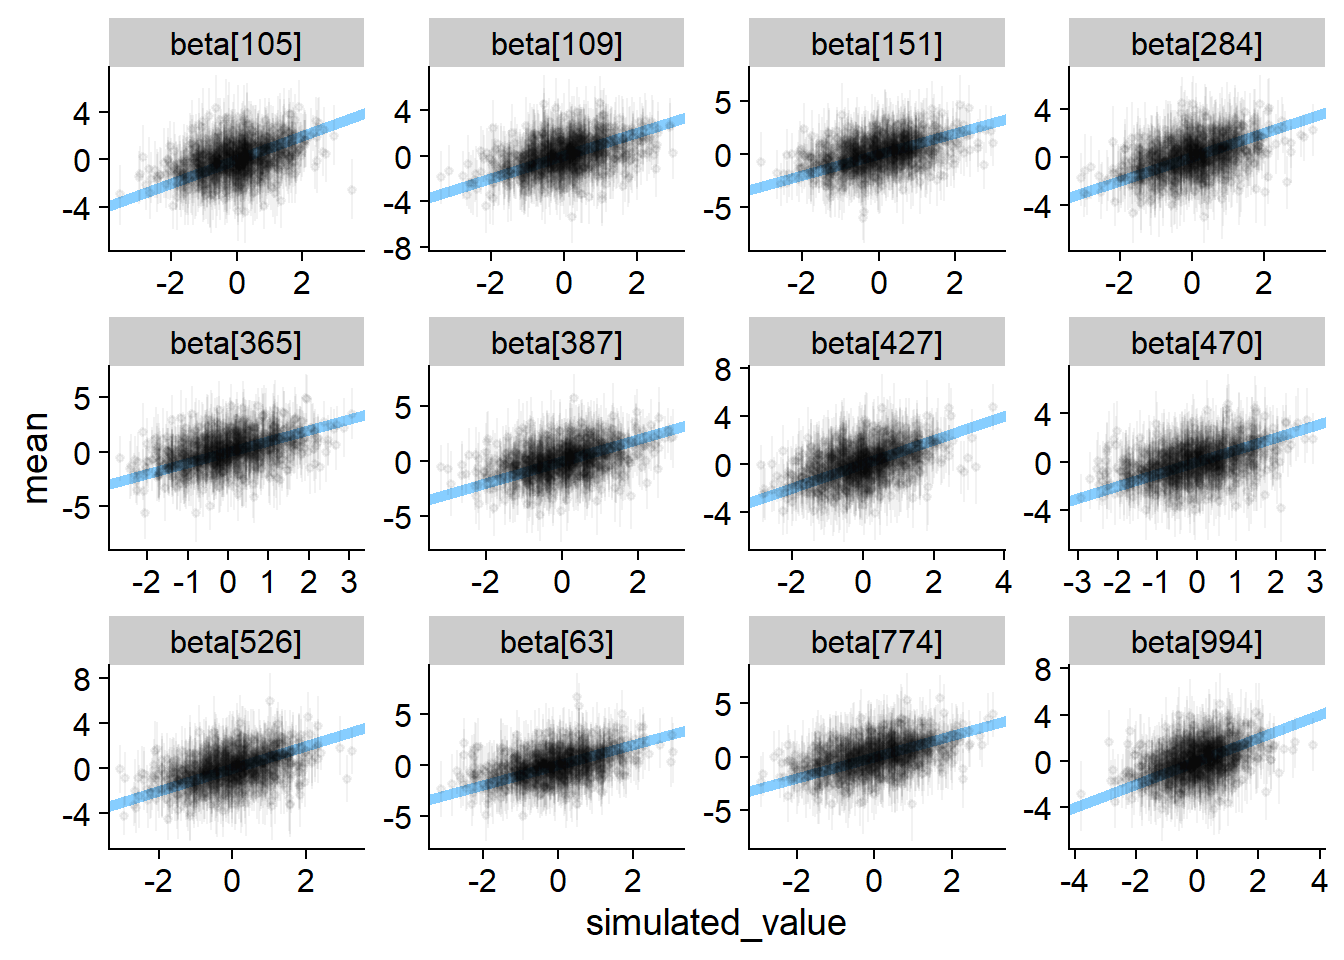 beta[105] beta[109] beta[151] beta[284]
4 0 -4
4 0 -4 -8
5 0 -5
4 0 -4
-2 0 2
-2 0 2
-2 0 2
-2 0 2
beta[365] beta[387] beta[427] beta[470]
5 0 -5
5 0 -5
8 4 0 -4
4 0 -4
-2 -1 0 1 2 3
-2 0 2
-2 0 2 4
-3 -2 -1 0 1 2 3
beta[526] beta[63] beta[774] beta[994]
8 4 0 -4
5 0 -5
5 0 -5
8 4 0 -4
-2 0 2
-2 0 2
-2 0 2
-4 -2 0 2 4
mean
simulated_value